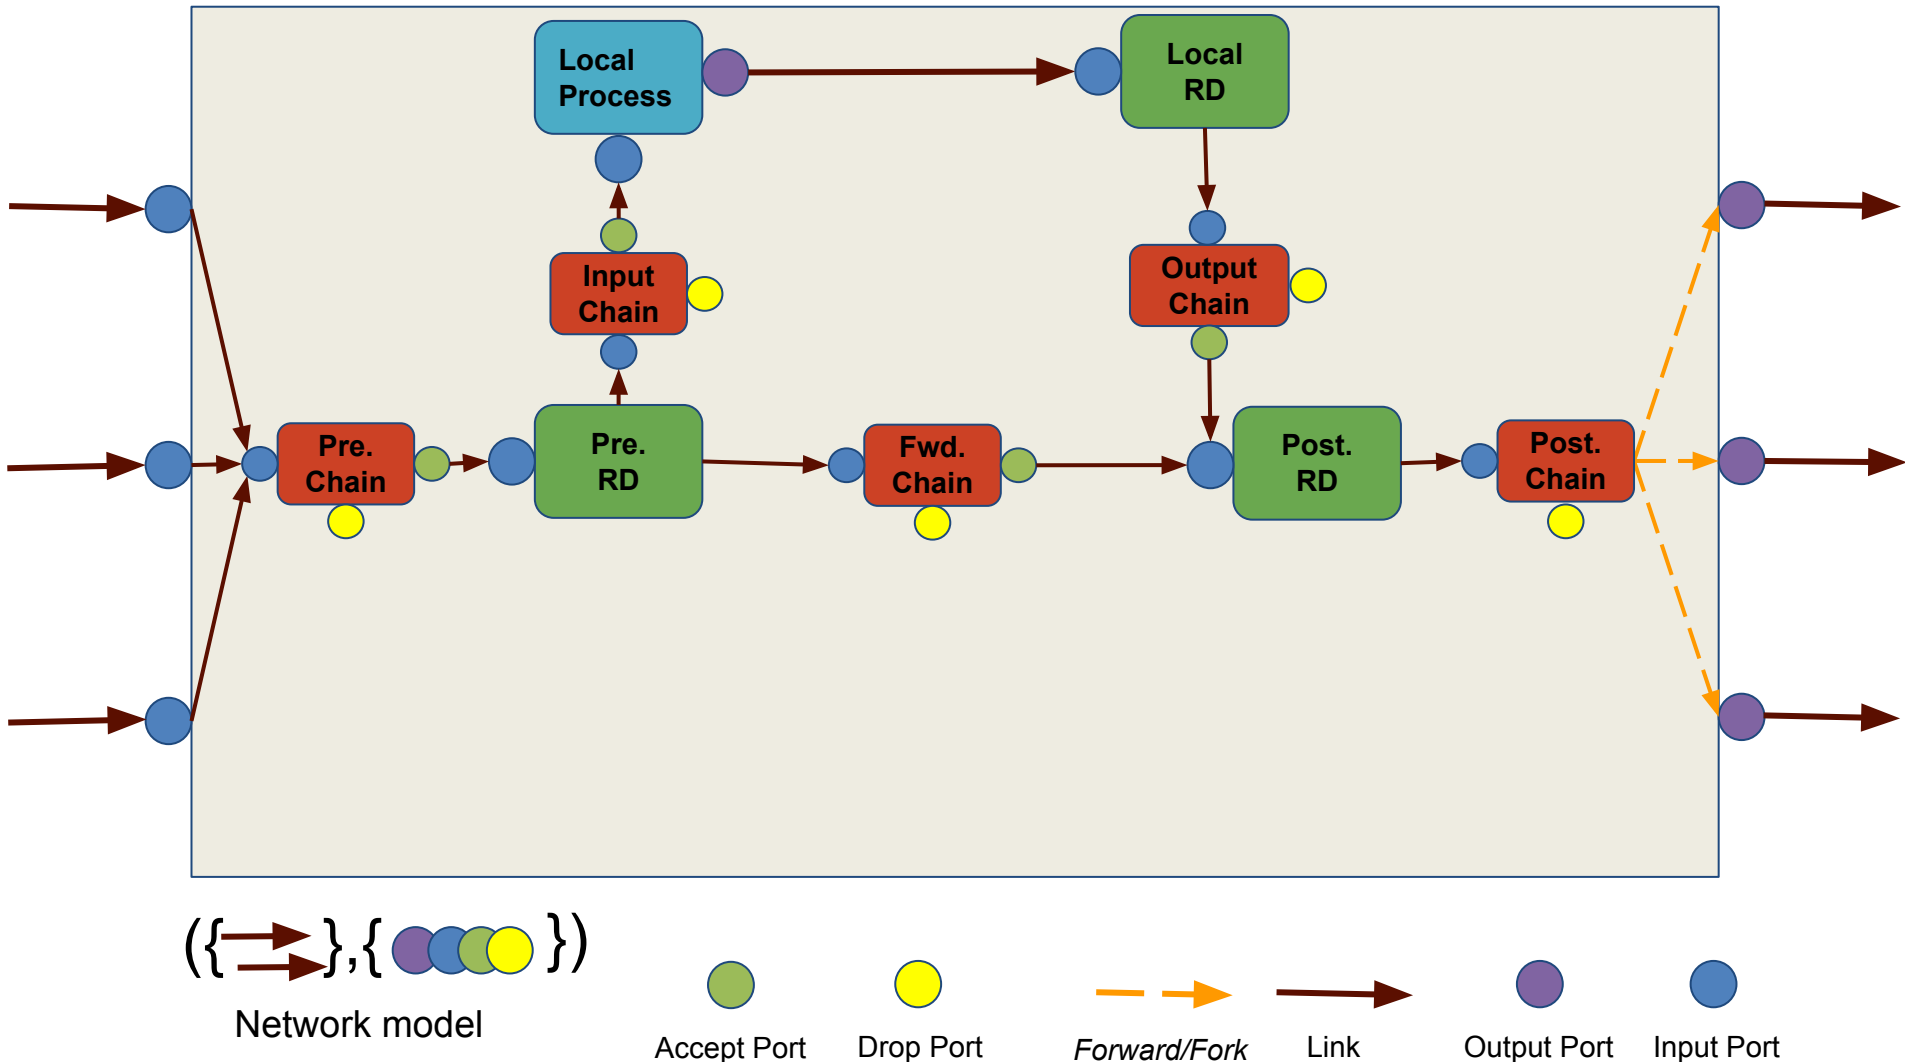 Local
Process
Local
RD
Input
Chain
Output
Chain
Pre.
Chain
Pre.
RD
Fwd.
Chain
Post.
RD
Post.
Chain
({ },{ })
Network model
Accept Port
Drop Port
Forward/Fork
Link
Output Port
Input Port